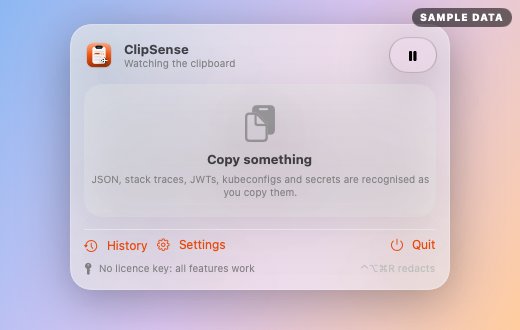 SAMPLE DATA
ClipSense
Watching the clipboard
Copy something
JSON, stack traces, JWTs, kubeconfigs and secrets are recognised as
you copy them.
History Settings Quit
No licence key: all features work ⌃⌥⌘R redacts